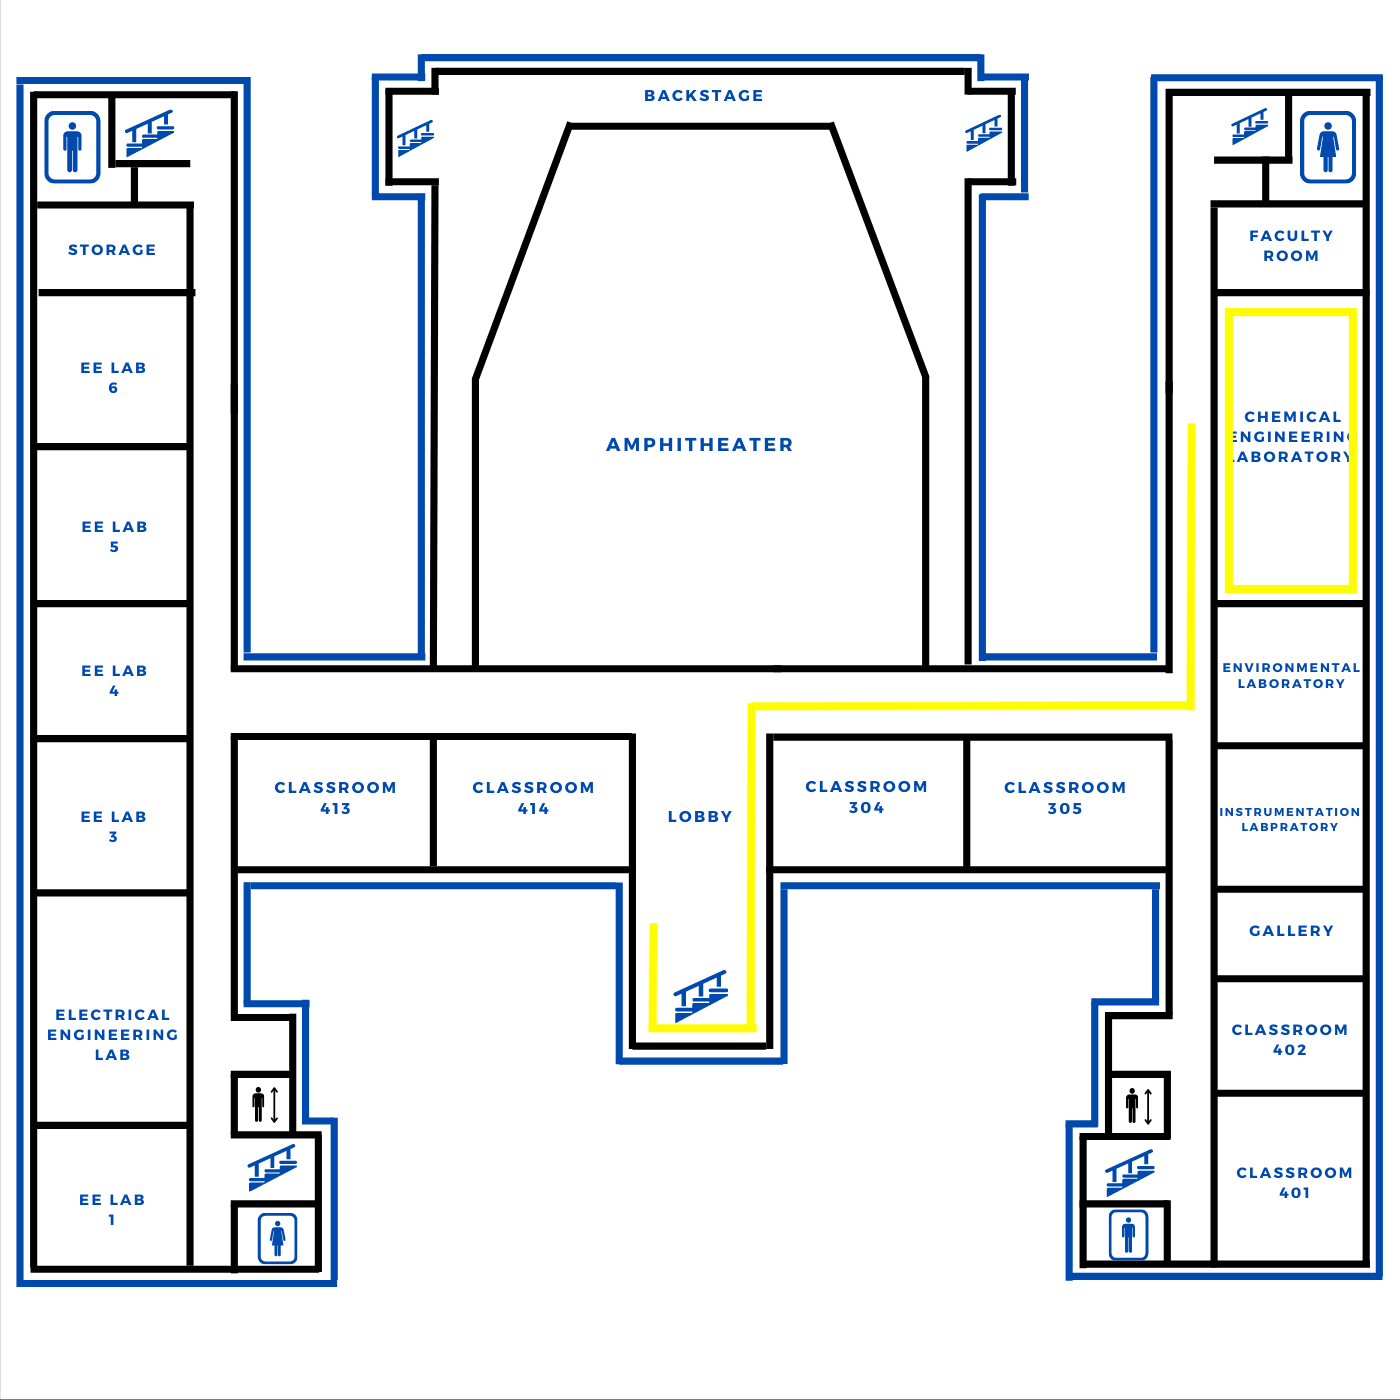 BACKSTAGE
STORAGE
FACULTY
ROOM
EE LAB
6
CHEMICAL
ENGINEERING
LABORATORY
AMPHITHEATER
EE LAB
5
EE LAB
4
ENVIRONMENTAL
LABORATORY
CLASSROOM
413
CLASSROOM
414
LOBBY
CLASSROOM
304
CLASSROOM
305
EE LAB
3
INSTRUMENTATION
LABPRATORY
GALLERY
ELECTRICAL
ENGINEERING
LAB
CLASSROOM
402
EE LAB
1
CLASSROOM
401